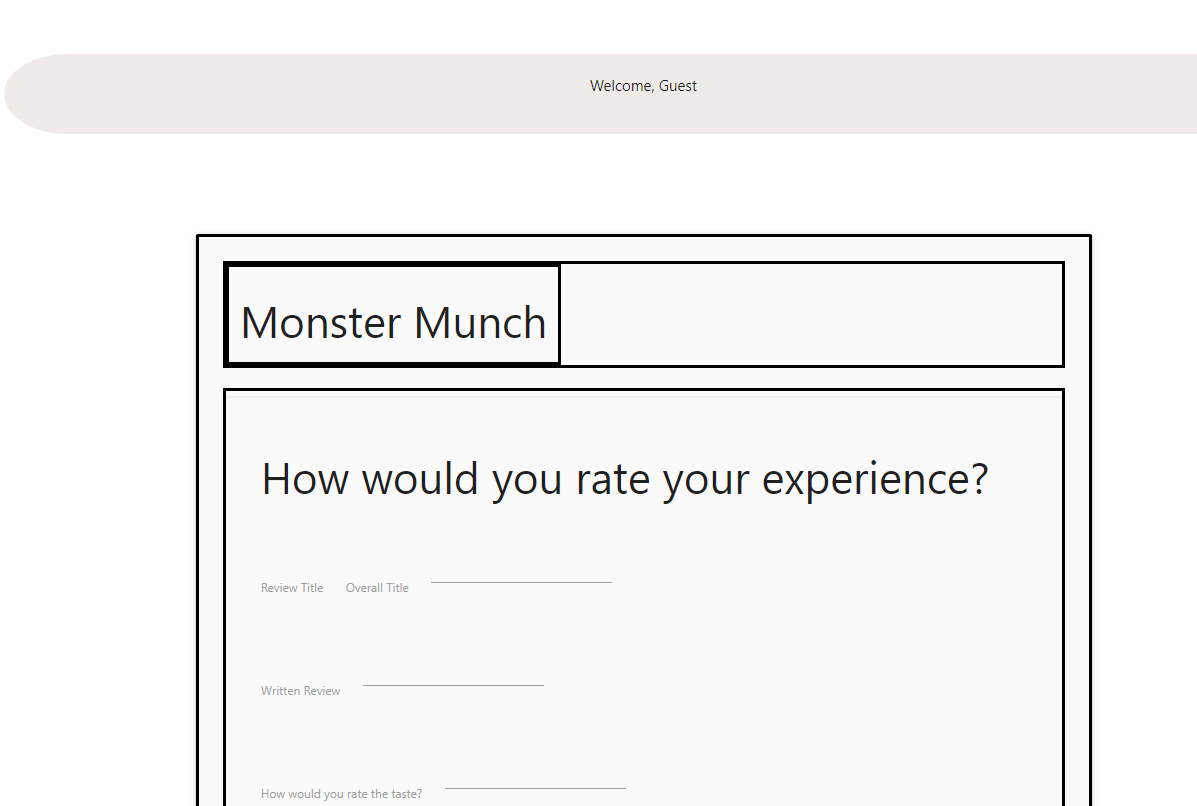 Welcome, Guest
Monster Munch
How would you rate your experience?
Review Title Overall Title
Written Review
How would you rate the taste?